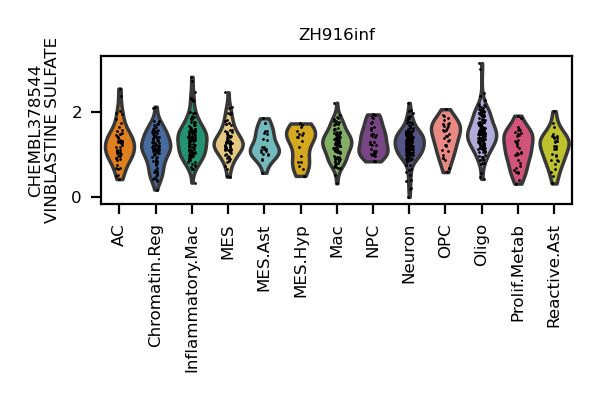 ZH916inf
CHEMBL378544
VINBLASTINE SULFATE
2
0
AC
Chromatin.Reg
Inflammatory.Mac
MES
MES.Ast
MES.Hyp
Mac
NPC
Neuron
OPC
Oligo
Prolif.Metab
Reactive.Ast